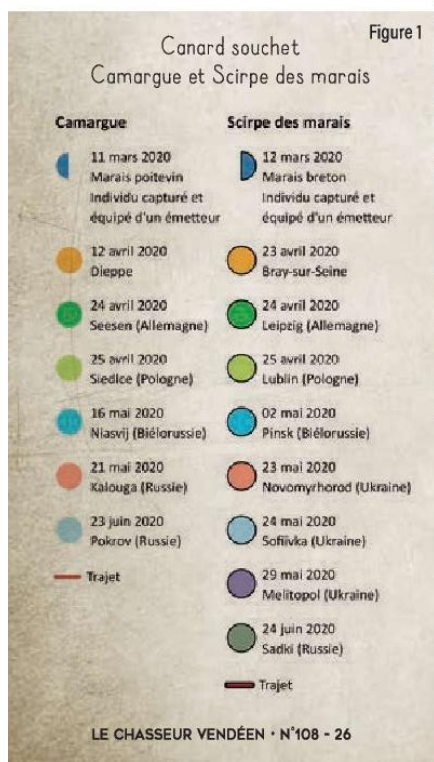 Figure 1
Canard souchet
Camargue et Scirpe des marais
Camargue
11 mars 2020
Marais poitevin
Individu capturé et
équipé d'un émetteur
12 avril 2020
Dieppe
24 avril 2020
Seesen (Allemagne)
25 avril 2020
Siedlce (Pologne)
16 mai 2020
Niasvij (Biélorussie)
21 mai 2020
Kalouga (Russie)
23 juin 2020
Pokrov (Russie)
Trajet
Scirpe des marais
12 mars 2020
Marais breton
Individu capturé et
équipé d'un émetteur
23 avril 2020
Bray-sur-Seine
24 avril 2020
Leipzig (Allemagne)
25 avril 2020
Lublin (Pologne)
02 mai 2020
Pinsk (Biélorussie)
23 mai 2020
Novomyrhorod (Ukraine)
24 mai 2020
Sofiivka (Ukraine)
29 mai 2020
Melitopol (Ukraine)
24 juin 2020
Sadki (Russie)
Trajet
LE CHASSEUR VENDÉEN • N°108 - 26